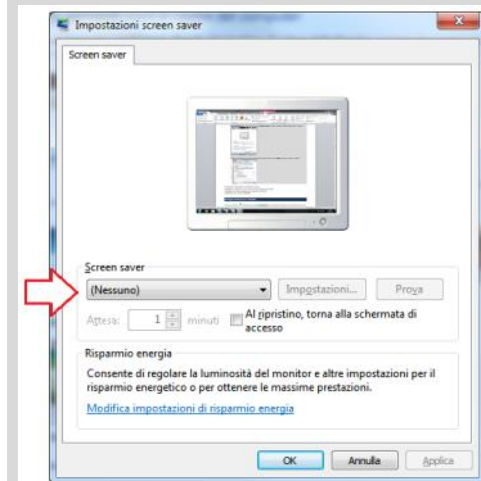 Impostazioni screen saver
Screen saver
Screen saver
(Nessuno)
Impostazioni...
Prova
Attesa:
1
minuti
Al ripristino, torna alla schermata di
accesso
Risparmio energia
Consente di regolare la luminosità del monitor e altre impostazioni per il
risparmio energetico o per ottenere le massime prestazioni.
Modifica impostazioni di risparmio energia
OK
Annulla
Applica